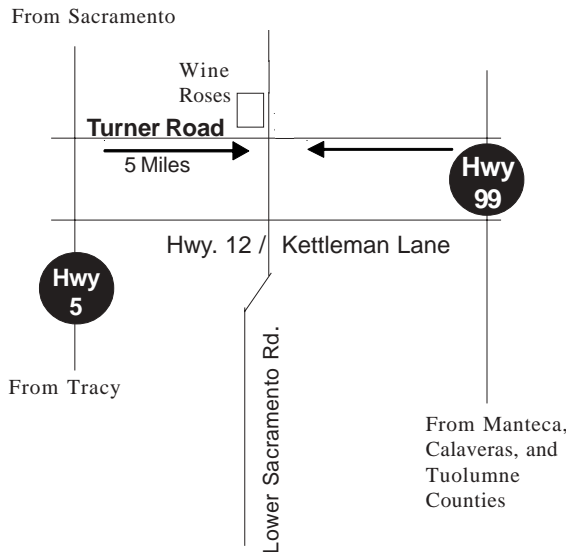 From Sacramento
Wine
Roses
Turner Road
5 Miles
Hwy
99
Hwy. 12 / Kettleman Lane
Hwy
5
Lower Sacramento Rd.
From Tracy
From Manteca,
Calaveras, and
Tuolumne
Counties